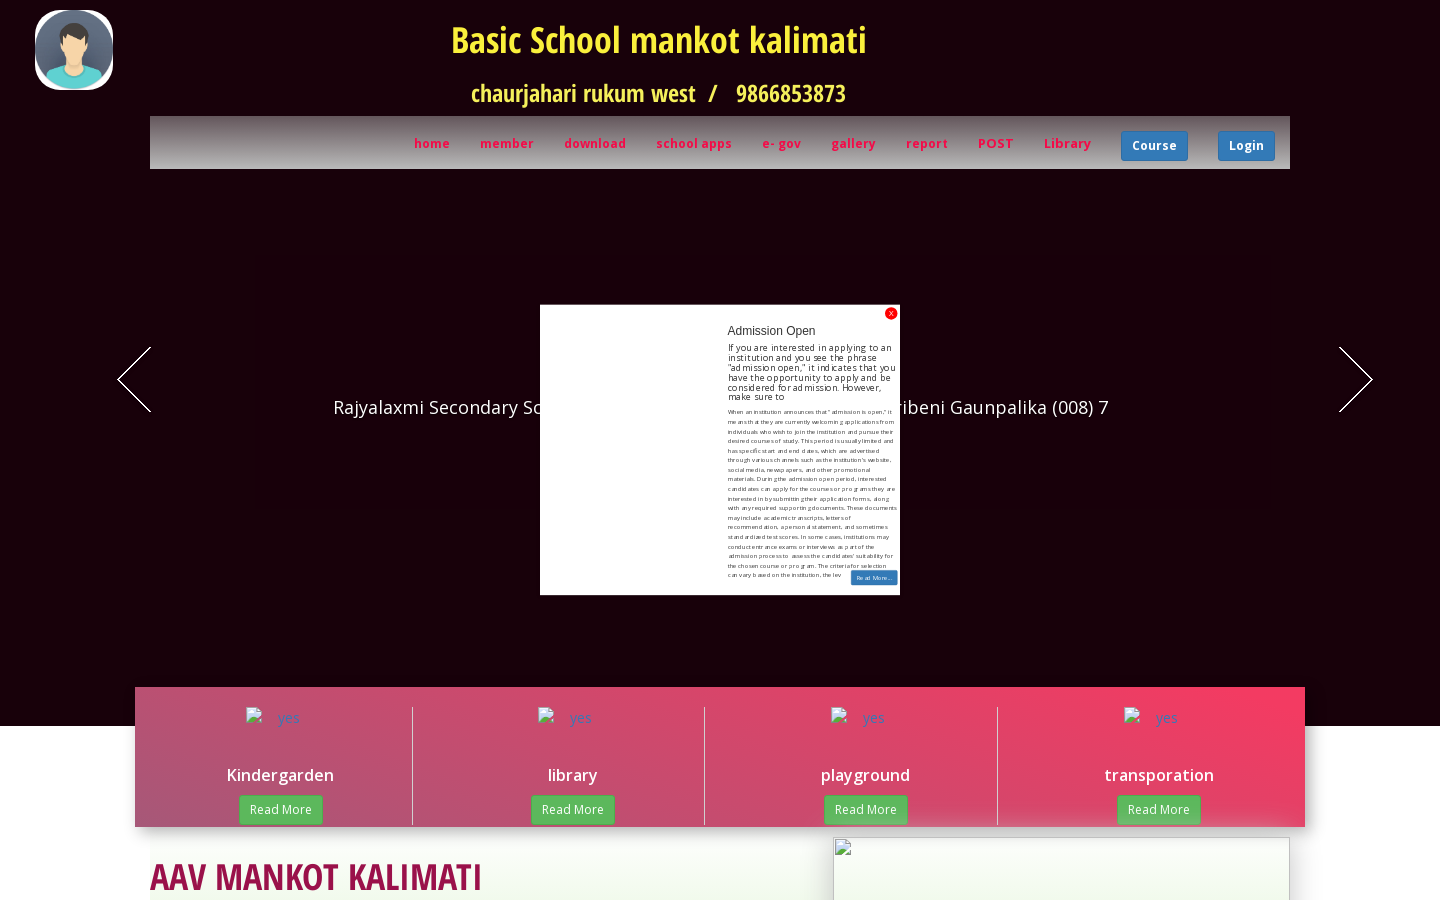 Basic School mankot kalimati
chaurjahari rukum west / 9866853873
home member download school apps e- gov gallery report POST Library Course Login
X
Admission Open
If you are interested in applying to an
institution and you see the phrase
"admission open," it indicates that you
have the opportunity to apply and be
considered for admission. However,
make sure to
When an institution announces that "admission is open," it
means that they are currently welcoming applications from
individuals who wish to join the institution and pursue their
desired courses of study. This period is usually limited and
has specific start and end dates, which are advertised
through various channels such as the institution's website,
social media, newspapers, and other promotional
materials. During the admission open period, interested
candidates can apply for the courses or programs they are
interested in by submitting their application forms, along
with any required supporting documents. These documents
may include academic transcripts, letters of
recommendation, a personal statement, and sometimes
standardized test scores. In some cases, institutions may
conduct entrance exams or interviews as part of the
admission process to assess the candidates' suitability for
the chosen course or program. The criteria for selection
can vary based on the institution, the lev
Read More...
Rajyalaxmi Secondary Sc ribeni Gaunpalika (008) 7
yes yes yes yes
Kindergarden library playground transporation
Read More Read More Read More Read More
AAV MANKOT KALIMATI